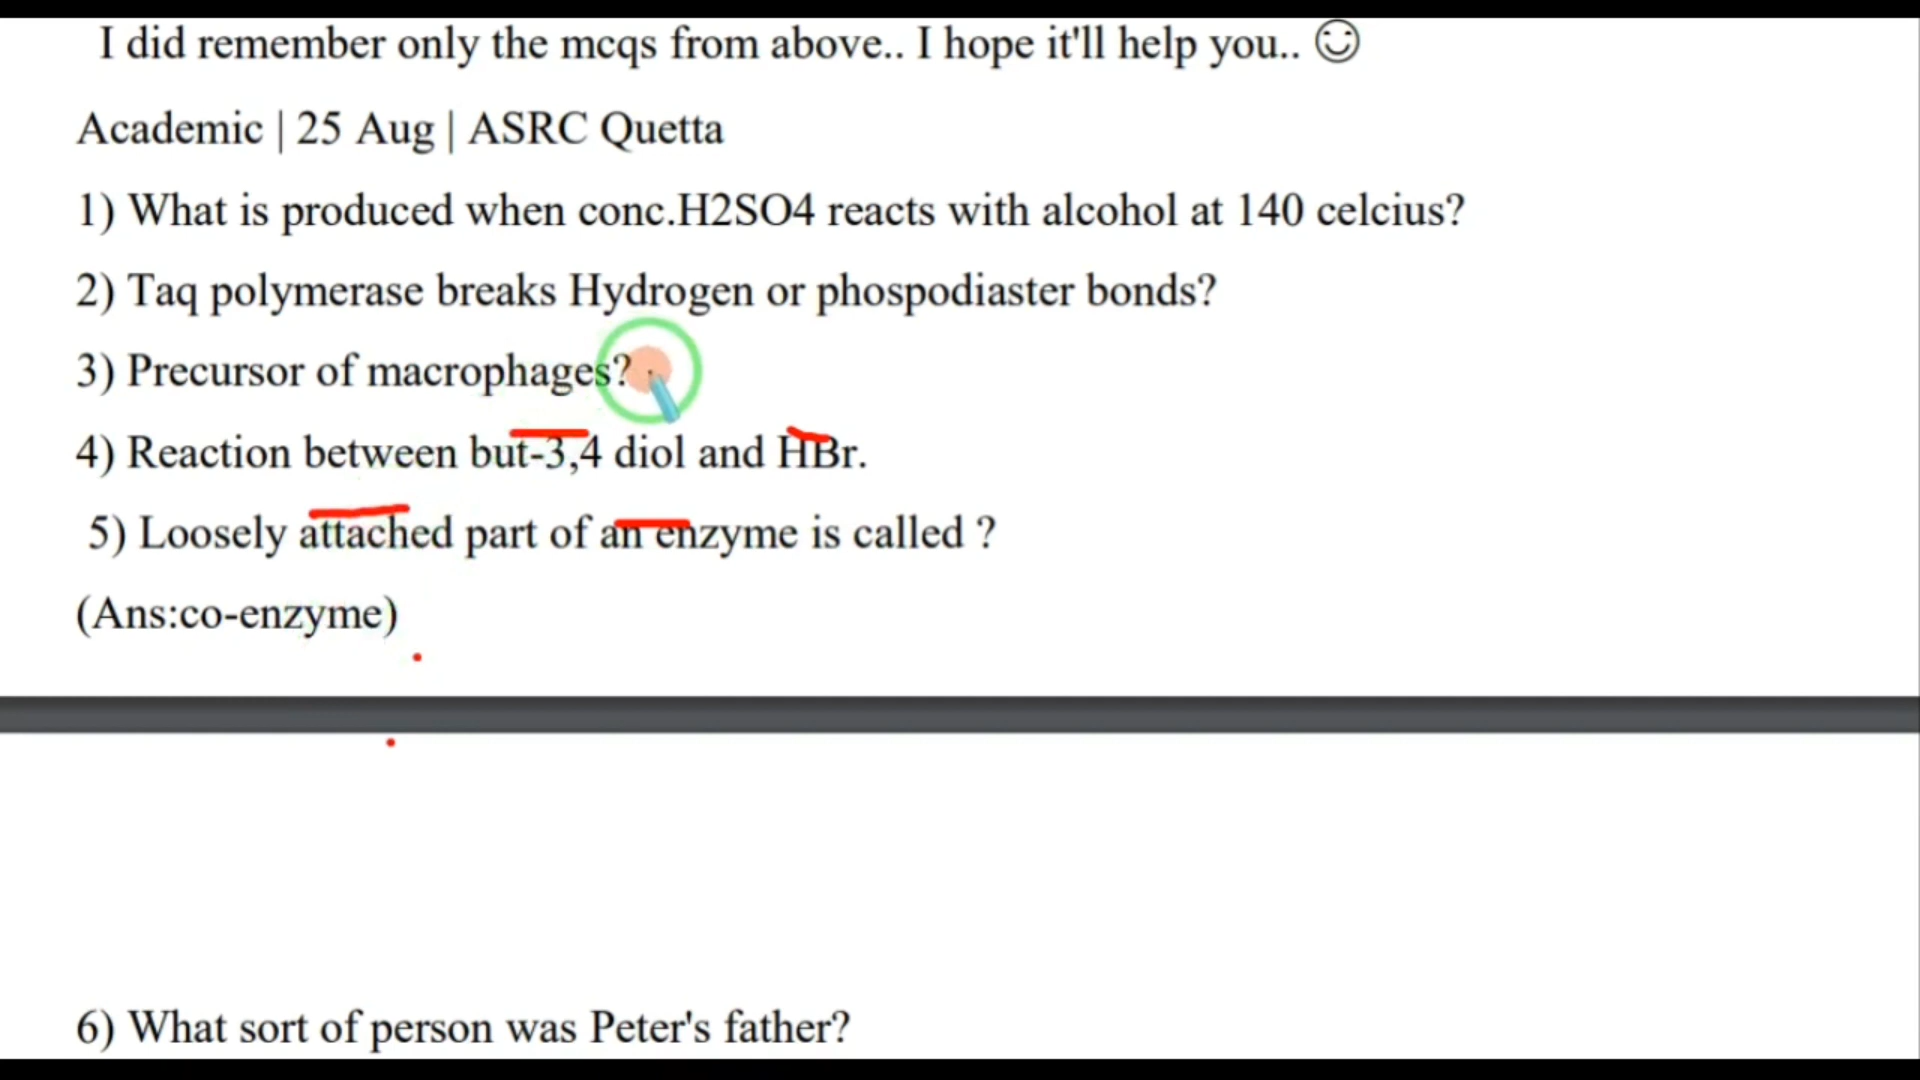 I did remember only the mcqs from above.. I hope it'll help you.. ☺
Academic | 25 Aug | ASRC Quetta
1) What is produced when conc.H2SO4 reacts with alcohol at 140 celcius?
2) Taq polymerase breaks Hydrogen or phospodiaster bonds?
3) Precursor of macrophages?
4) Reaction between but-3,4 diol and HBr.
5) Loosely attached part of an enzyme is called ?
(Ans:co-enzyme)
6) What sort of person was Peter's father?